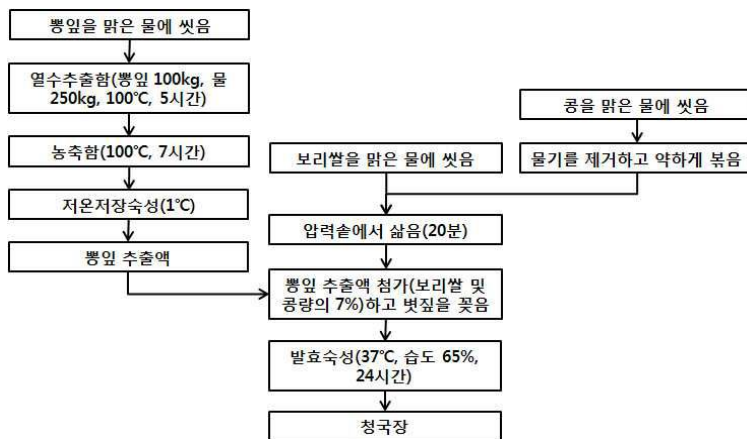 뽕잎을 맑은 물에 씻음
열수추출함(뽕잎 100kg, 물
250kg, 100℃, 5시간)
농축함(100℃, 7시간)
저온저장숙성(1℃)
뽕잎 추출액
콩을 맑은 물에 씻음
보리쌀을 맑은 물에 씻음
물기를 제거하고 약하게 볶음
압력솥에서 삶음(20분)
뽕잎 추출액 첨가(보리쌀 및
콩량의 7%)하고 볏짚을 꽂음
발효숙성(37℃, 습도 65%,
24시간)
청국장